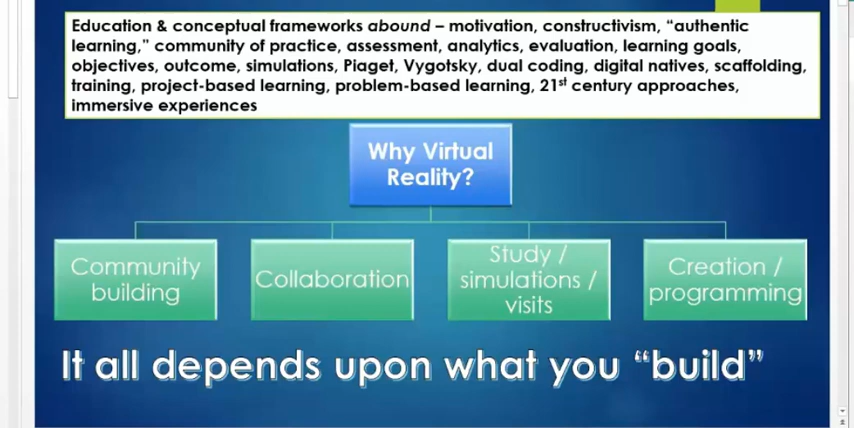 Education & conceptual frameworks abound – motivation, constructivism, “authentic
learning,” community of practice, assessment, analytics, evaluation, learning goals,
objectives, outcome, simulations, Piaget, Vygotsky, dual coding, digital natives, scaffolding,
training, project-based learning, problem-based learning, 21st century approaches,
immersive experiences
Why Virtual
Reality?
Community
building
Collaboration
Study /
simulations /
visits
Creation /
programming
It all depends upon what you “build”